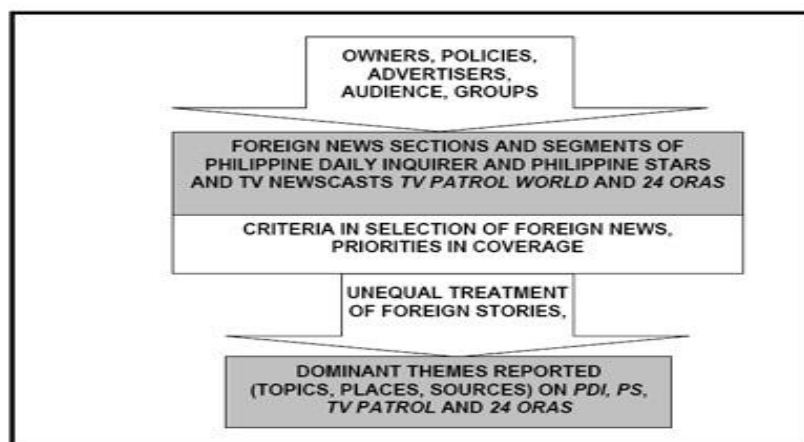 OWNERS, POLICIES,
ADVERTISERS,
AUDIENCE, GROUPS
FOREIGN NEWS SECTIONS AND SEGMENTS OF
PHILIPPINE DAILY INQUIRER AND PHILIPPINE STARS
AND TV NEWSCASTS TV PATROL WORLD AND 24 ORAS
CRITERIA IN SELECTION OF FOREIGN NEWS,
PRIORITIES IN COVERAGE
UNEQUAL TREATMENT
OF FOREIGN STORIES,
DOMINANT THEMES REPORTED
(TOPICS, PLACES, SOURCES) ON PDI, PS,
TV PATROL AND 24 ORAS